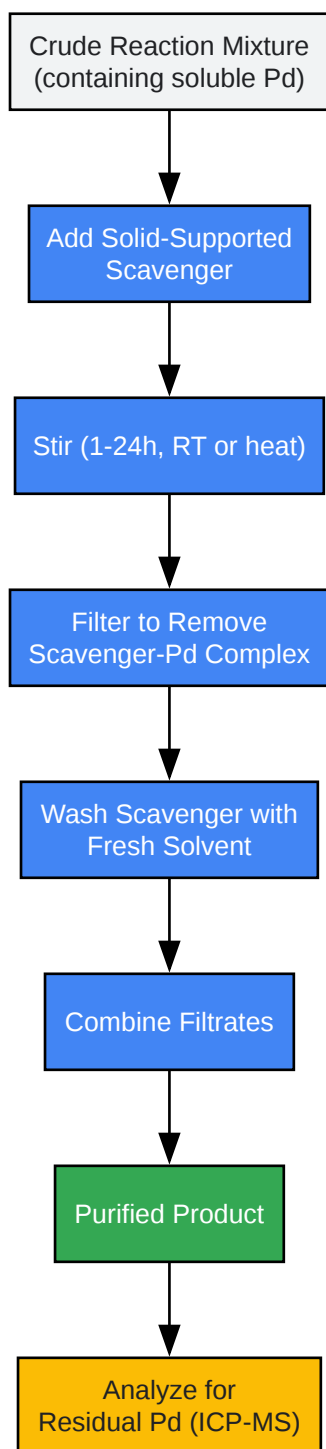 Crude Reaction Mixture
(containing soluble Pd)
Add Solid-Supported
Scavenger
Stir (1-24h, RT or heat)
Filter to Remove
Scavenger-Pd Complex
Wash Scavenger with
Fresh Solvent
Combine Filtrates
Purified Product
Analyze for
Residual Pd (ICP-MS)